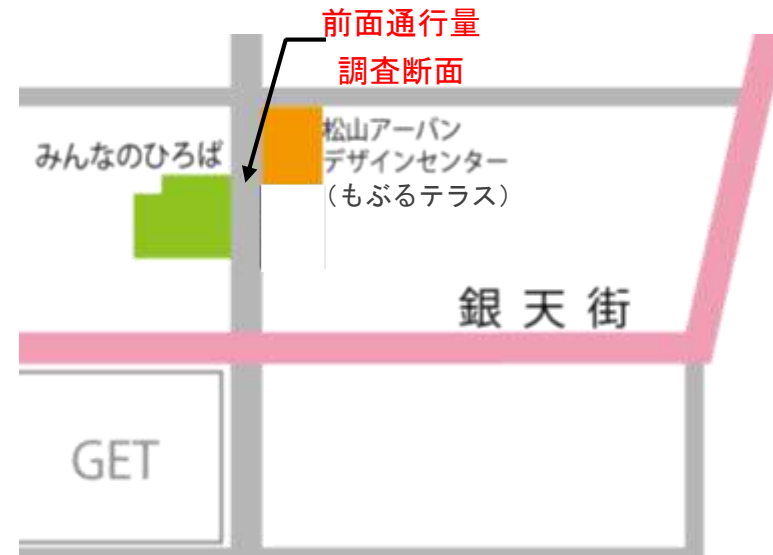 前面通行量
調査断面
みんなのひろば
松山アーバン
デザインセンター
（もぶるテラス）
銀天街
GET